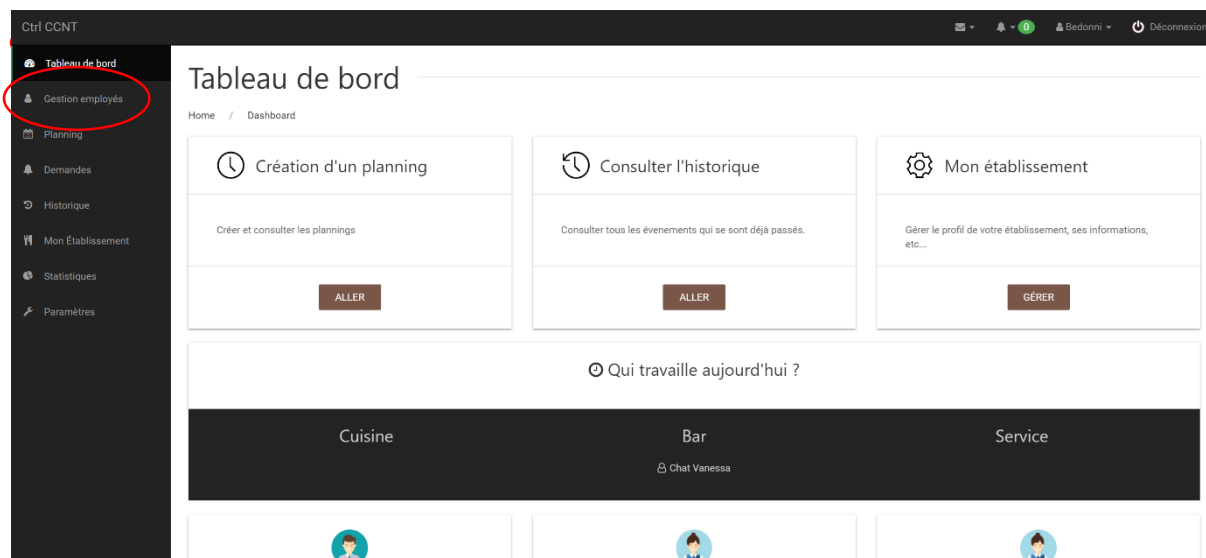 Ctrl CCNT
0
Bedonni
Déconnexion
Tableau de bord
Gestion employés
Planning
Demandes
Historique
Mon Établissement
Statistiques
Paramètres
Tableau de bord
Home / Dashboard
Création d'un planning
Créer et consulter les plannings
ALLER
Consulter l'historique
Consulter tous les évenements qui se sont déjà passés.
ALLER
Mon établissement
Gérer le profil de votre établissement, ses informations,
etc...
GÉRER
Qui travaille aujourd'hui ?
Cuisine
Bar
Chat Vanessa
Service